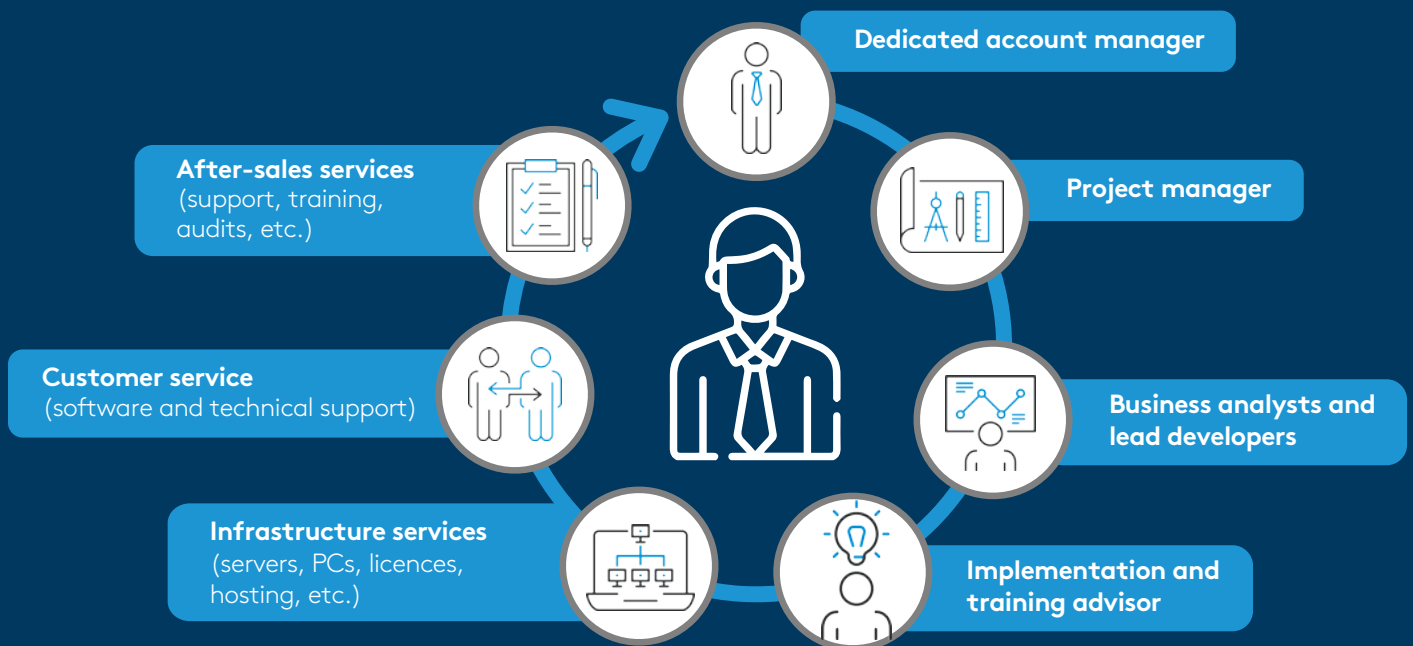 Dedicated account manager
Project manager
Business analysts and
lead developers
Implementation and
training advisor
Infrastructure services
(servers, PCs, licences,
hosting, etc.)
Customer service
(software and technical support)
After-sales services
(support, training,
audits, etc.)